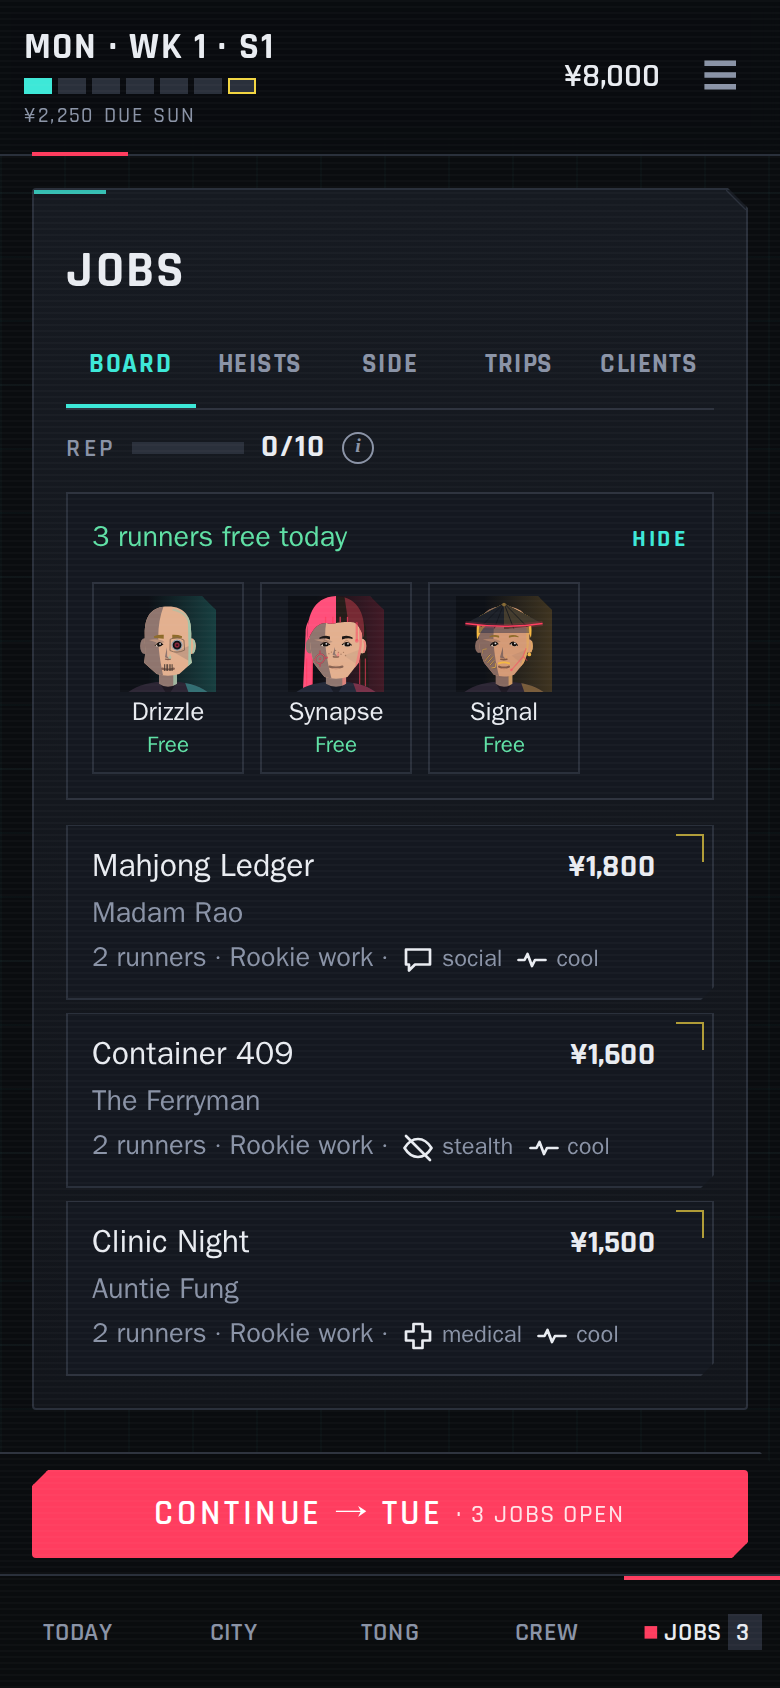 MON · WK 1 · S1
¥8,000
¥2,250 DUE SUN
JOBS
BOARD HEISTS SIDE TRIPS CLIENTS
REP 0/10 i
3 runners free today HIDE
Drizzle Synapse Signal
Free Free Free
Mahjong Ledger ¥1,800
Madam Rao
2 runners · Rookie work · social cool
Container 409 ¥1,600
The Ferryman
2 runners · Rookie work · stealth cool
Clinic Night ¥1,500
Auntie Fung
2 runners · Rookie work · medical cool
CONTINUE → TUE · 3 JOBS OPEN
TODAY CITY TONG CREW JOBS 3